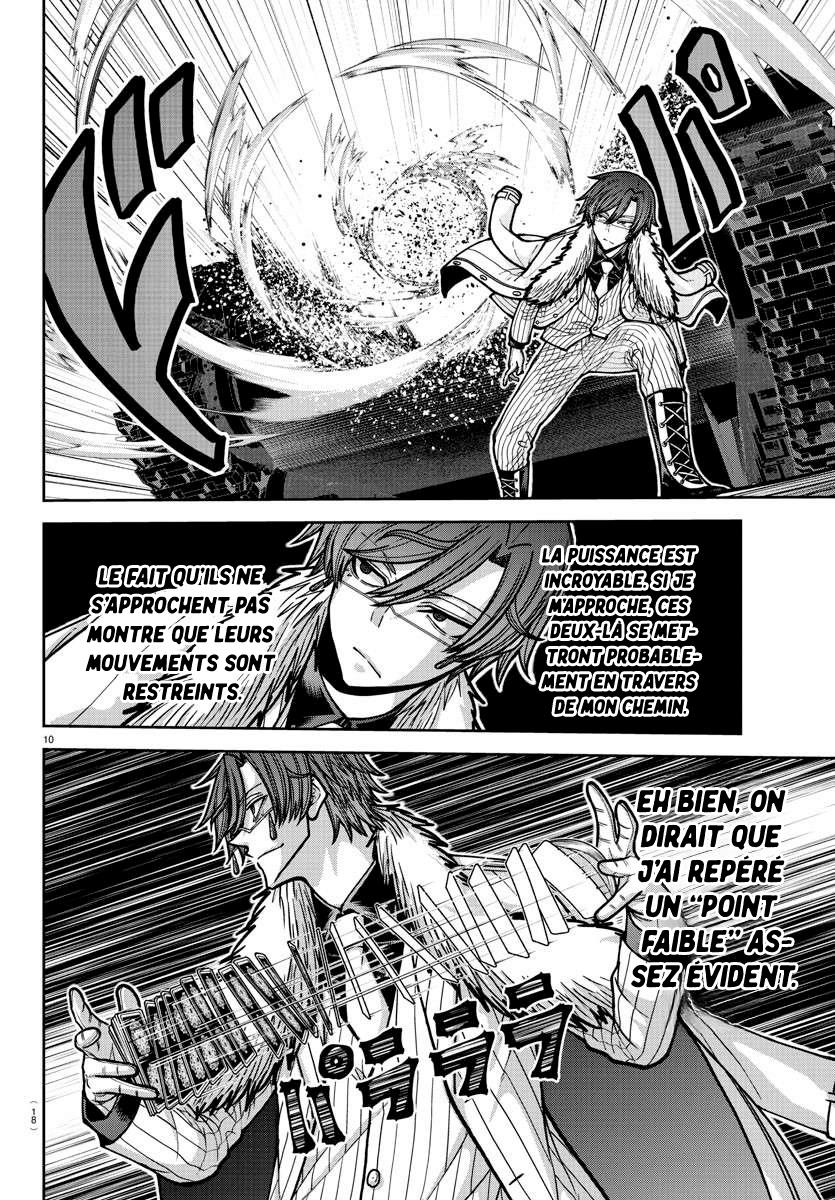 パ
ド
LA PUISSANCE EST
INCROYABLE. SI JE
M'APPROCHE, CES
DEUX-LÀ SE MET-
TRONT PROBABLE-
MENT EN TRAVERS
DE MON CHEMIN.
LE FAIT QU'ILS NE
S'APPROCHENT PAS
MONTRE QUE LEURS
MOUVEMENTS SONT
RESTREINTS.
10
EH BIEN, ON
DIRAIT QUE
J'AI REPÉRÉ
UN "POINT
FAIBLE" AS-
SEZ ÉVIDENT.
パラララ
(18)